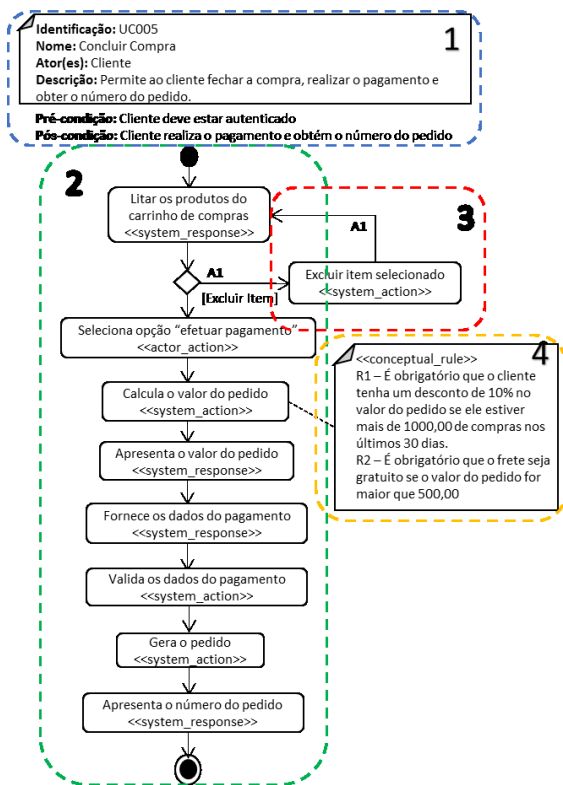 Identificação: UC005
1
Nome: Concluir Compra
Ator(es): Cliente
Descrição: Permite ao cliente fechar a compra, realizar o pagamento e
obter o número do pedido.
Pré-condição: Cliente deve estar autenticado
Pós-condição: Cliente realiza o pagamento e obtém o número do pedido
2
Litar os produtos do
carrinho de compras
<<system_response>>
3
A1
A1
[Excluir Item]
Excluir item selecionado
<<system_action>>
Seleciona opção “efetuar pagamento”
<<actor_action>>
4
<<conceptual_rule>>
R1 – É obrigatório que o cliente
tenha um desconto de 10% no
valor do pedido se ele estiver
mais de 1000,00 de compras nos
últimos 30 dias.
R2 – É obrigatório que o frete seja
gratuito se o valor do pedido for
maior que 500,00
Calcula o valor do pedido
<<system_action>>
Apresenta o valor do pedido
<<system_response>>
Fornece os dados do pagamento
<<system_response>>
Valida os dados do pagamento
<<system_action>>
Gera o pedido
<<system_action>>
Apresenta o número do pedido
<<system_response>>